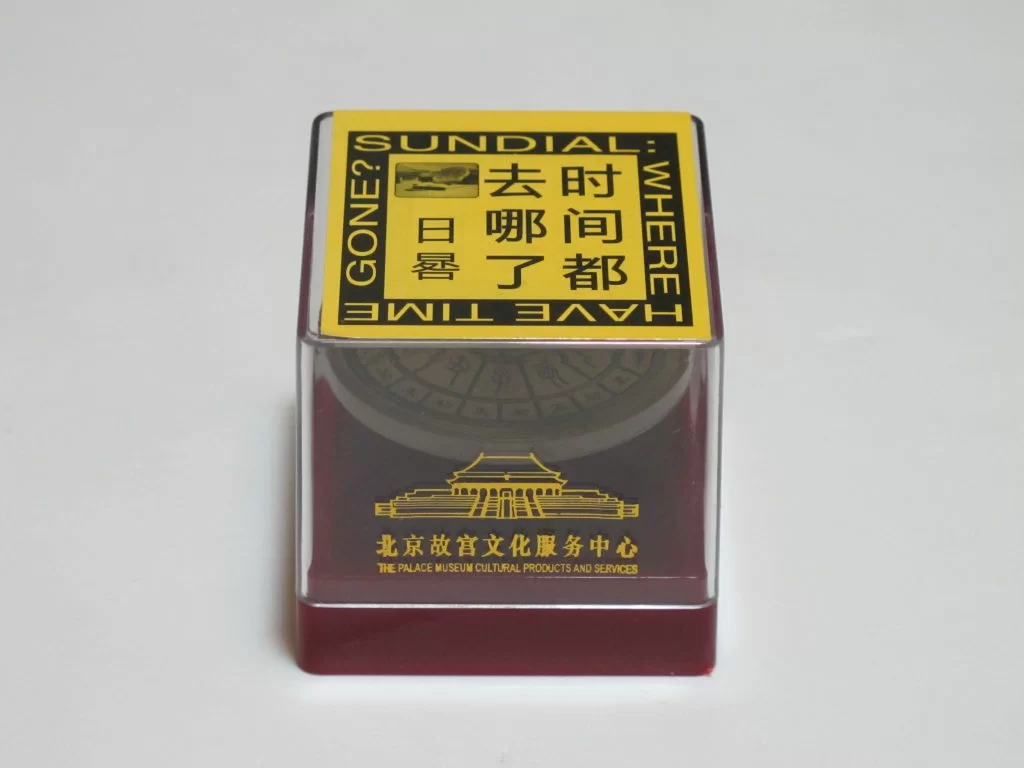 SUNDIAL: WHERE HAVE TIME GONE?
时间都
去哪了
日晷
北京故宫文化服务中心
THE PALACE MUSEUM CULTURAL PRODUCTS AND SERVICES